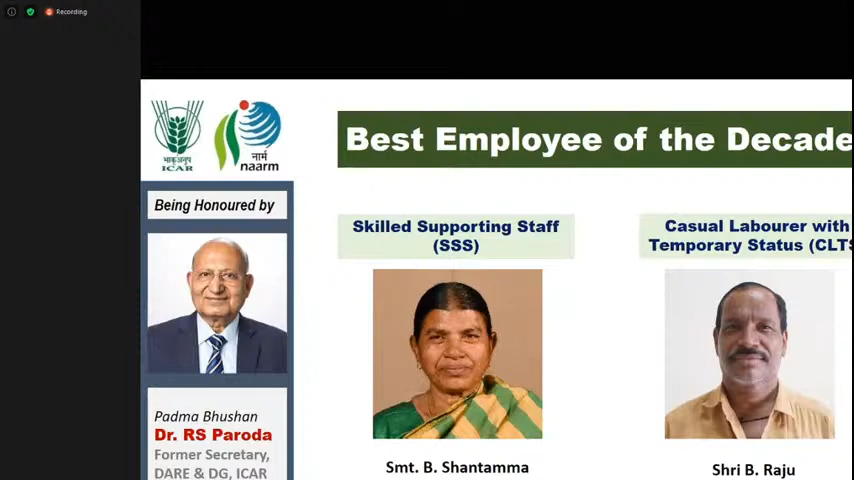 Recording
भाकृअनुप
ICAR
नार्म
naarm
Best Employee of the Decade
Being Honoured by
Skilled Supporting Staff
(SSS)
Casual Labourer with
Temporary Status (CLTS
Padma Bhushan
Dr. RS Paroda
Former Secretary,
DARE & DG, ICAR
Smt. B. Shantamma
Shri B. Raju